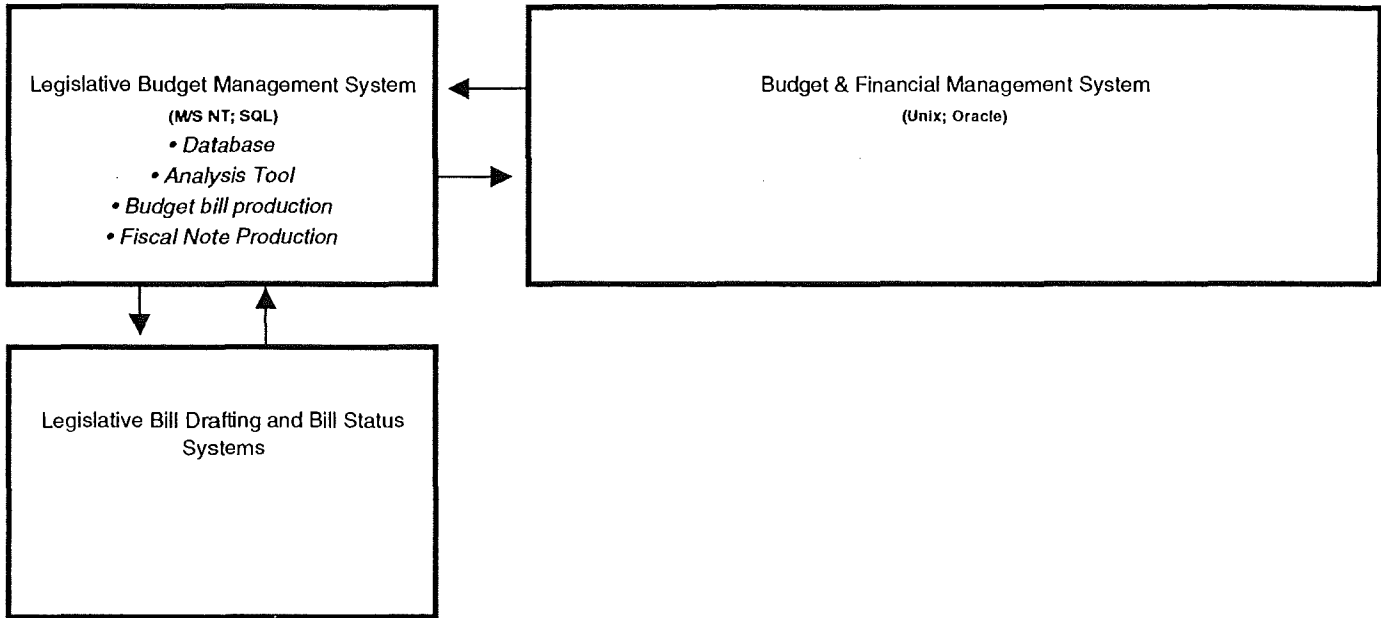 Legislative Budget Management System
(M/S NT; SQL)
• Database
• Analysis Tool
• Budget bill production
• Fiscal Note Production
Budget & Financial Management System
(Unix; Oracle)
Legislative Bill Drafting and Bill Status
Systems